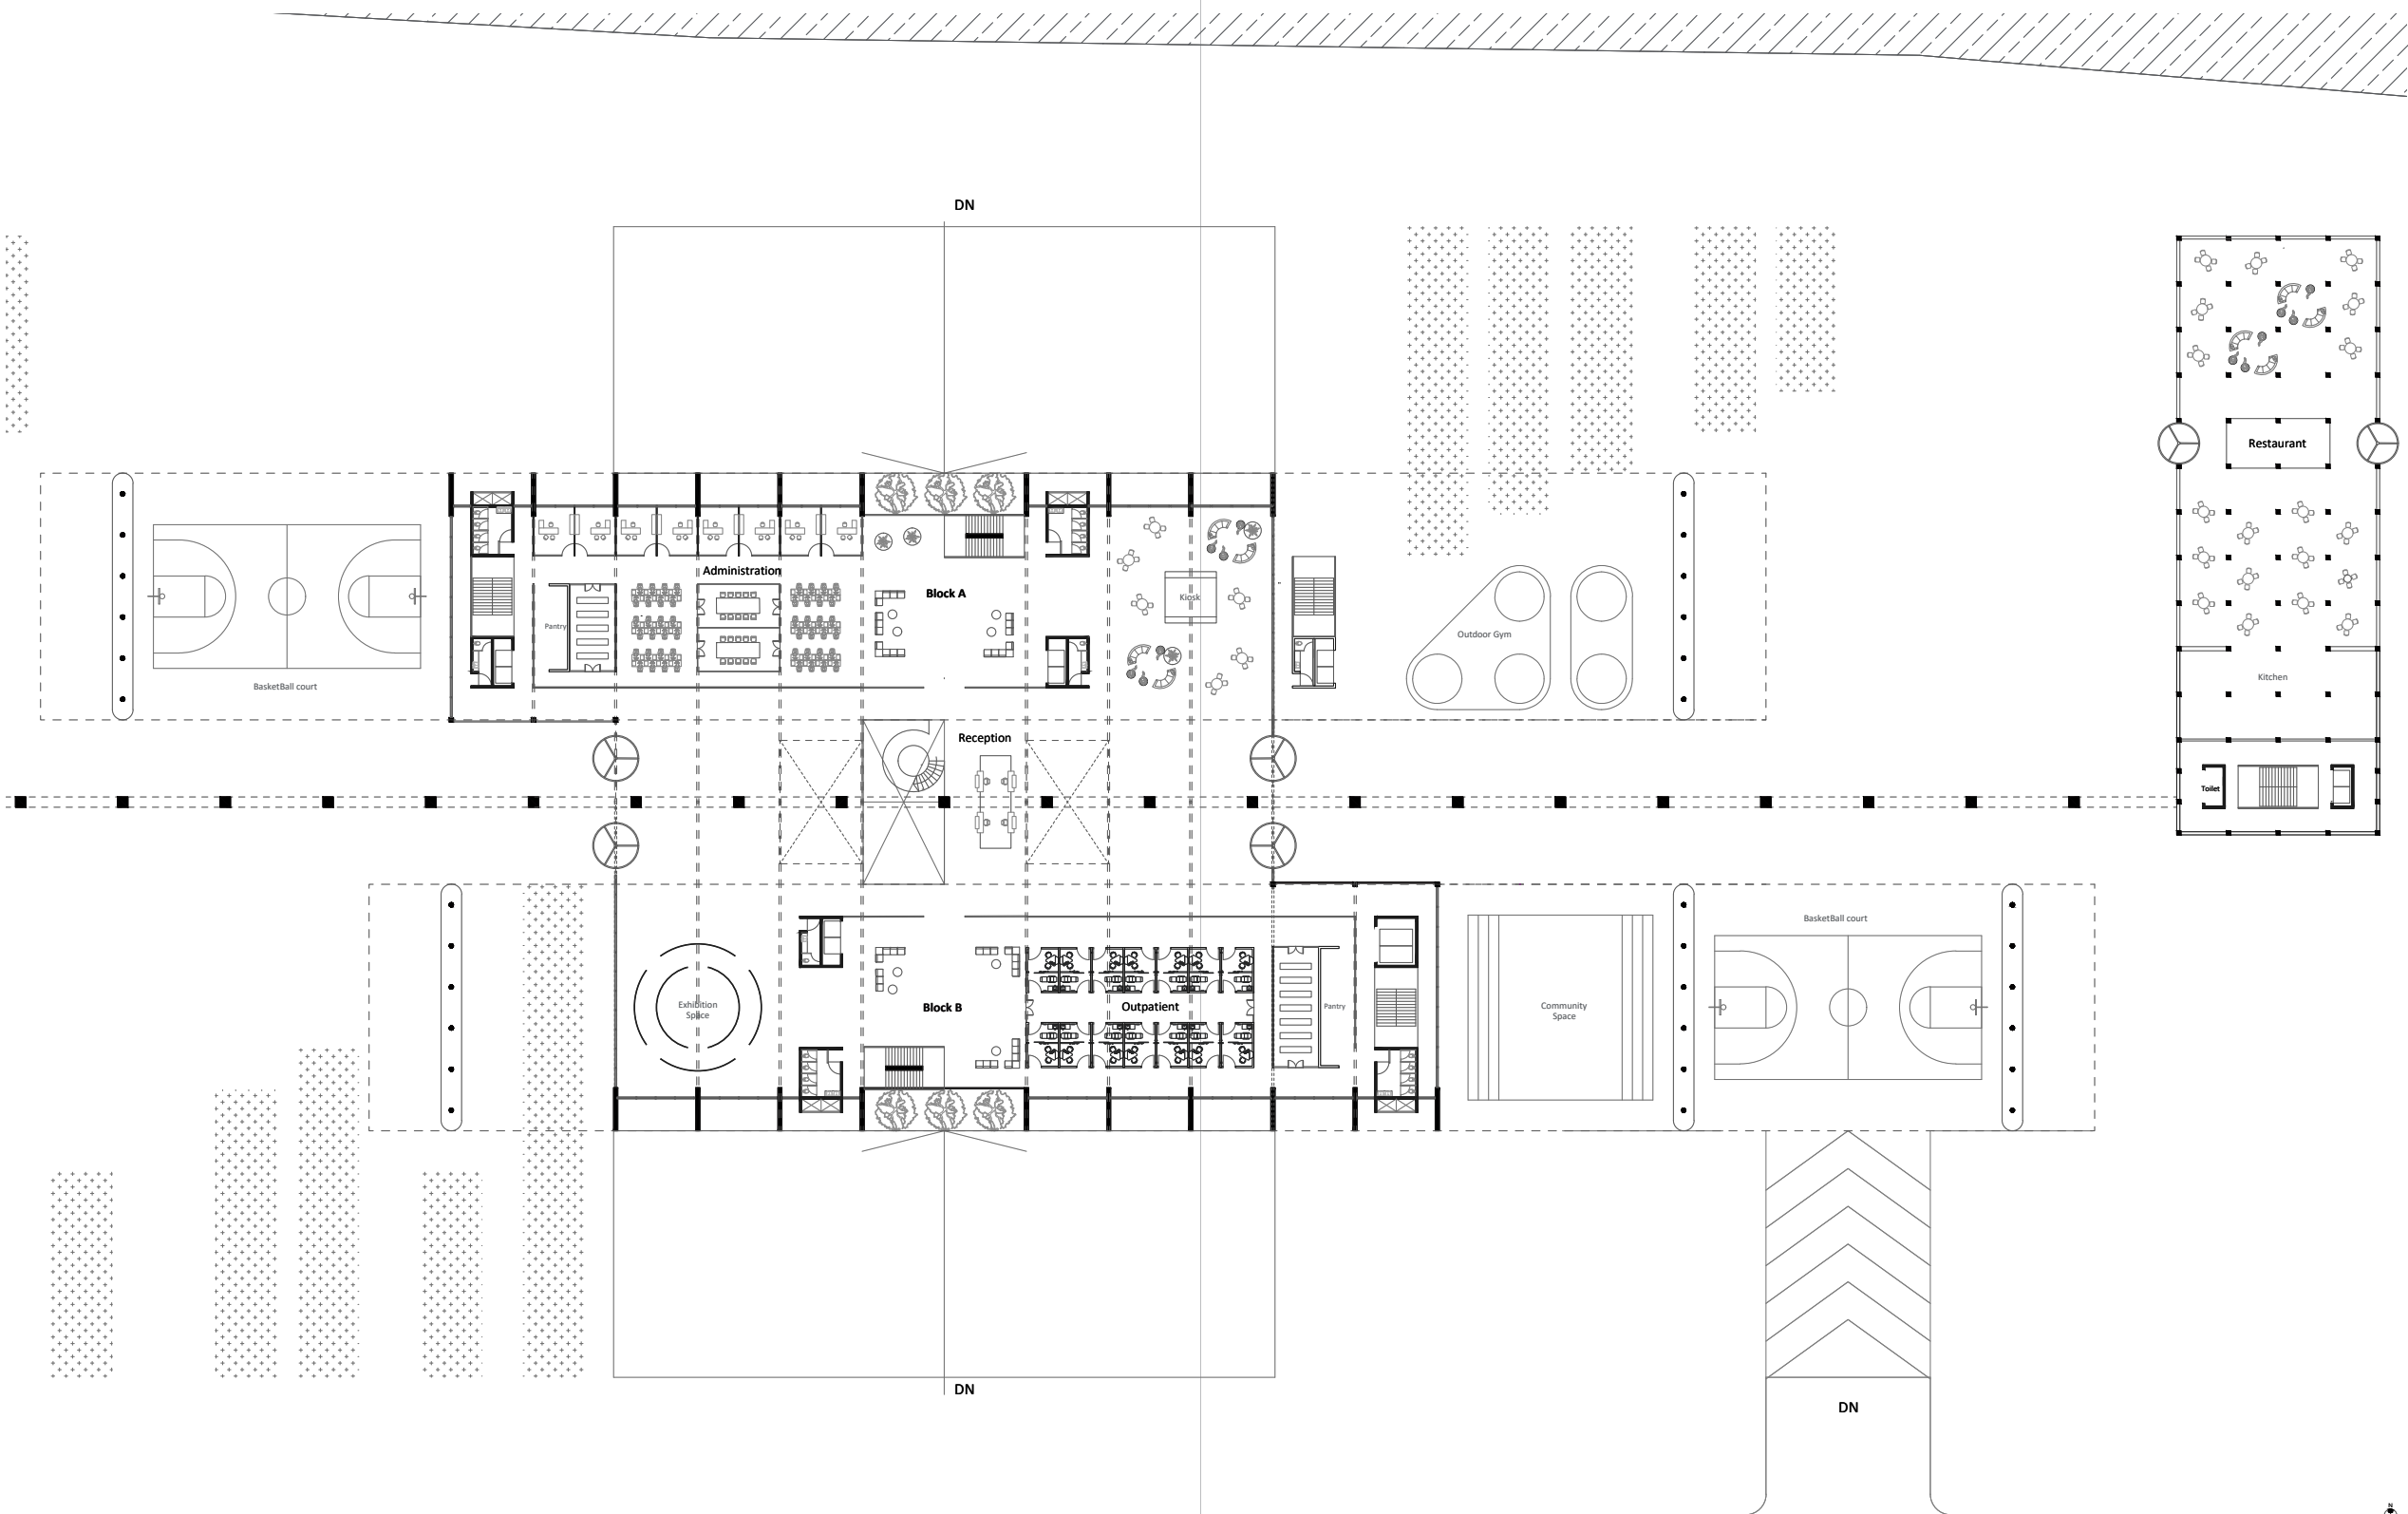 DN
Restaurant
Administration
Block A
Kiosk
Pantry
Outdoor Gym
Kitchen
BasketBall court
Reception
Toilet
BasketBall court
Exhibition
Space
Block B
Outpatient
Pantry
Community
Space
DN
DN
N